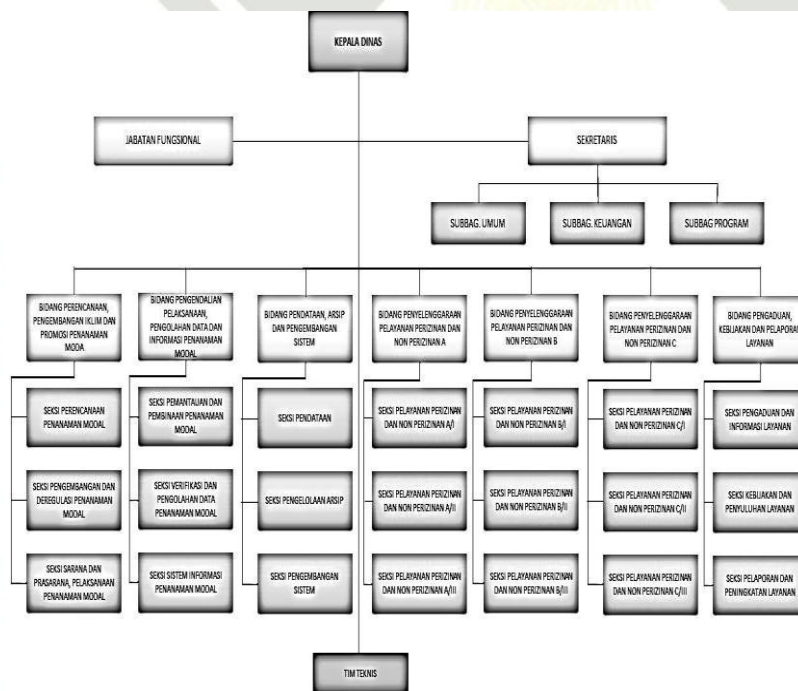 KEPALA DINAS
JABATAN FUNGSIONAL
SEKRETARIS
SUBBAG. UMUM
SUBBAG. KEUANGAN
SUBBAG PROGRAM
BIDANG PERENCANAAN,
PENGEMBANGAN IKLIM DAN
PROMOSI PENANAMAN
MODA
BIDANG PENGENDALIAN
PELAKSANAAN,
PENGOLAHAN DATA DAN
INFORMASI PENANAMAN
MODAL
BIDANG PENDATAAN, ARSIP
DAN PENGEMBANGAN
SISTEM
BIDANG PENYELENGGARAAN
PELAYANAN PERIZINAN DAN
NON PERIZINAN A
BIDANG PENYELENGGARAAN
PELAYANAN PERIZINAN DAN
NON PERIZINAN B
BIDANG PENYELENGGARAAN
PELAYANAN PERIZINAN DAN
NON PERIZINAN C
BIDANG PENGADUAN,
KEBIJAKAN DAN PELAPORAN
LAYANAN
SEKSI PERENCANAAN
PENANAMAN MODAL
SEKSI PEMANTAUAN DAN
PEMBINAAN PENANAMAN
MODAL
SEKSI PENDATAAN
SEKSI PELAYANAN PERIZINAN
DAN NON PERIZINAN A/I
SEKSI PELAYANAN PERIZINAN
DAN NON PERIZINAN B/I
SEKSI PELAYANAN PERIZINAN
DAN NON PERIZINAN C/I
SEKSI PENGADUAN DAN
INFORMASI LAYANAN
SEKSI PENGEMBANGAN DAN
DEREGULASI PENANAMAN
MODAL
SEKSI VERIFIKASI DAN
PENGOLAHAN DATA
PENANAMAN MODAL
SEKSI PENGELOLAAN ARSIP
SEKSI PELAYANAN PERIZINAN
DAN NON PERIZINAN A/II
SEKSI PELAYANAN PERIZINAN
DAN NON PERIZINAN B/II
SEKSI PELAYANAN PERIZINAN
DAN NON PERIZINAN C/II
SEKSI KEBIJAKAN DAN
PENYULUHAN LAYANAN
SEKSI SARANA DAN
PRASARANA, PELAKSANAAN
PENANAMAN MODAL
SEKSI SISTEM INFORMASI
PENANAMAN MODAL
SEKSI PENGEMBANGAN
SISTEM
SEKSI PELAYANAN PERIZINAN
DAN NON PERIZINAN A/III
SEKSI PELAYANAN PERIZINAN
DAN NON PERIZINAN B/III
SEKSI PELAYANAN PERIZINAN
DAN NON PERIZINAN C/III
SEKSI PELAPORAN DAN
PENINGKATAN LAYANAN
TIM TEKNIS